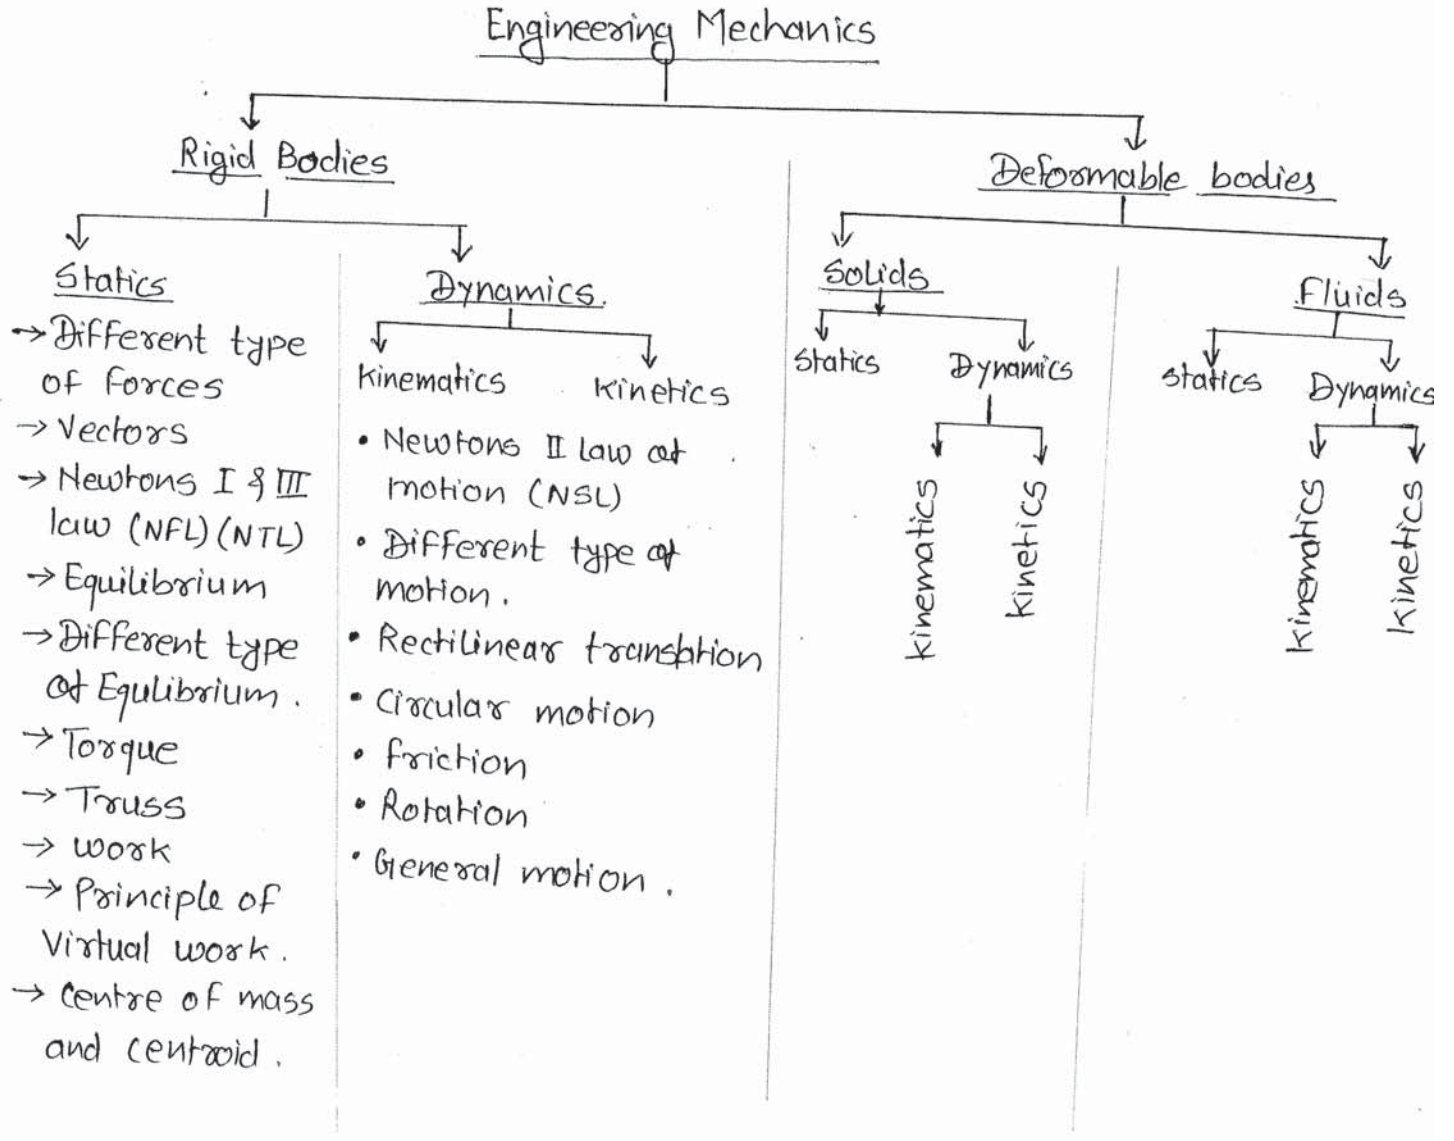 Engineering Mechanics
Rigid Bodies
Deformable bodies
Statics
→ Different type
of forces
→ Vectors
→ Newtons I & III
law (NFL) (NTL)
→ Equilibrium
→ Different type
of Equlibrium.
→ Torque
→ Truss
→ work
→ Principle of
Virtual work.
→ Centre of mass
and centroid.
Dynamics.
Kinematics
Kinetics
• Newtons II law of
motion (NSL)
• Different type of
motion.
• Rectilinear translation
• Circular motion
• friction
• Rotation
• General motion.
Solids
Statics
Dynamics
kinematics
kinetics
Fluids
Statics
Dynamics
kinematics
kinetics